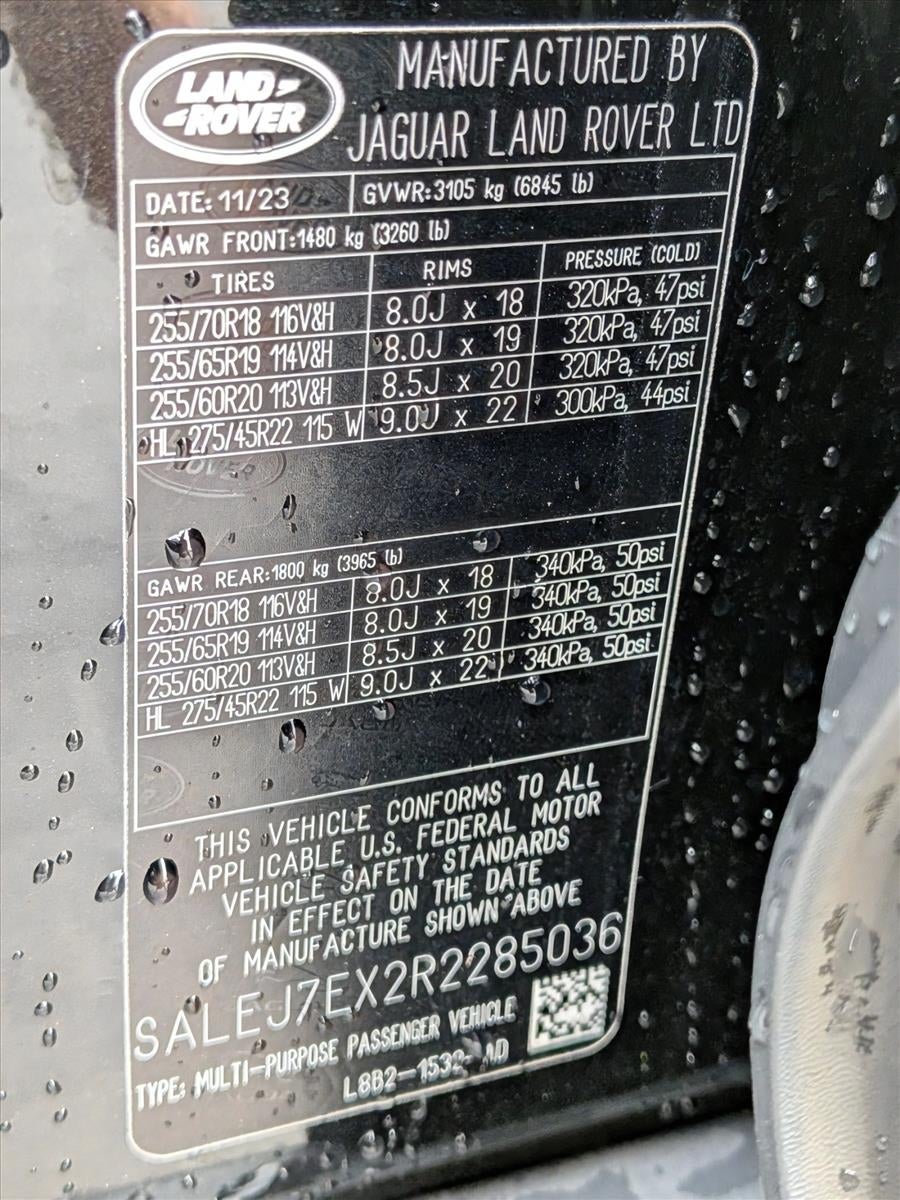 LAND ROVER
MANUFACTURED BY
JAGUAR LAND ROVER LTD
DATE: 11/23 GVWR:3105 kg (6845 lb)
GAWR FRONT:1480 kg (3260 lb)
TIRES RIMS PRESSURE (COLD)
255/70R18 116V&H 8.0J x 18 320kPa, 47psi
255/65R19 114V&H 8.0J x 19 320kPa, 47psi
255/60R20 113V&H 8.5J x 20 320kPa, 47psi
HL 275/45R22 115 W 9.0J x 22 300kPa, 44psi
GAWR REAR:1800 kg (3965 lb)
255/70R18 116V&H 8.0J x 18 340kPa, 50psi
255/65R19 114V&H 8.0J x 19 340kPa, 50psi
255/60R20 113V&H 8.5J x 20 340kPa, 50psi
HL 275/45R22 115 W 9.0J x 22 340kPa, 50psi
THIS VEHICLE CONFORMS TO ALL
APPLICABLE U.S. FEDERAL MOTOR
VEHICLE SAFETY STANDARDS
IN EFFECT ON THE DATE
OF MANUFACTURE SHOWN ABOVE
SALEJ7EX2R2285036
TYPE: MULTI-PURPOSE PASSENGER VEHICLE